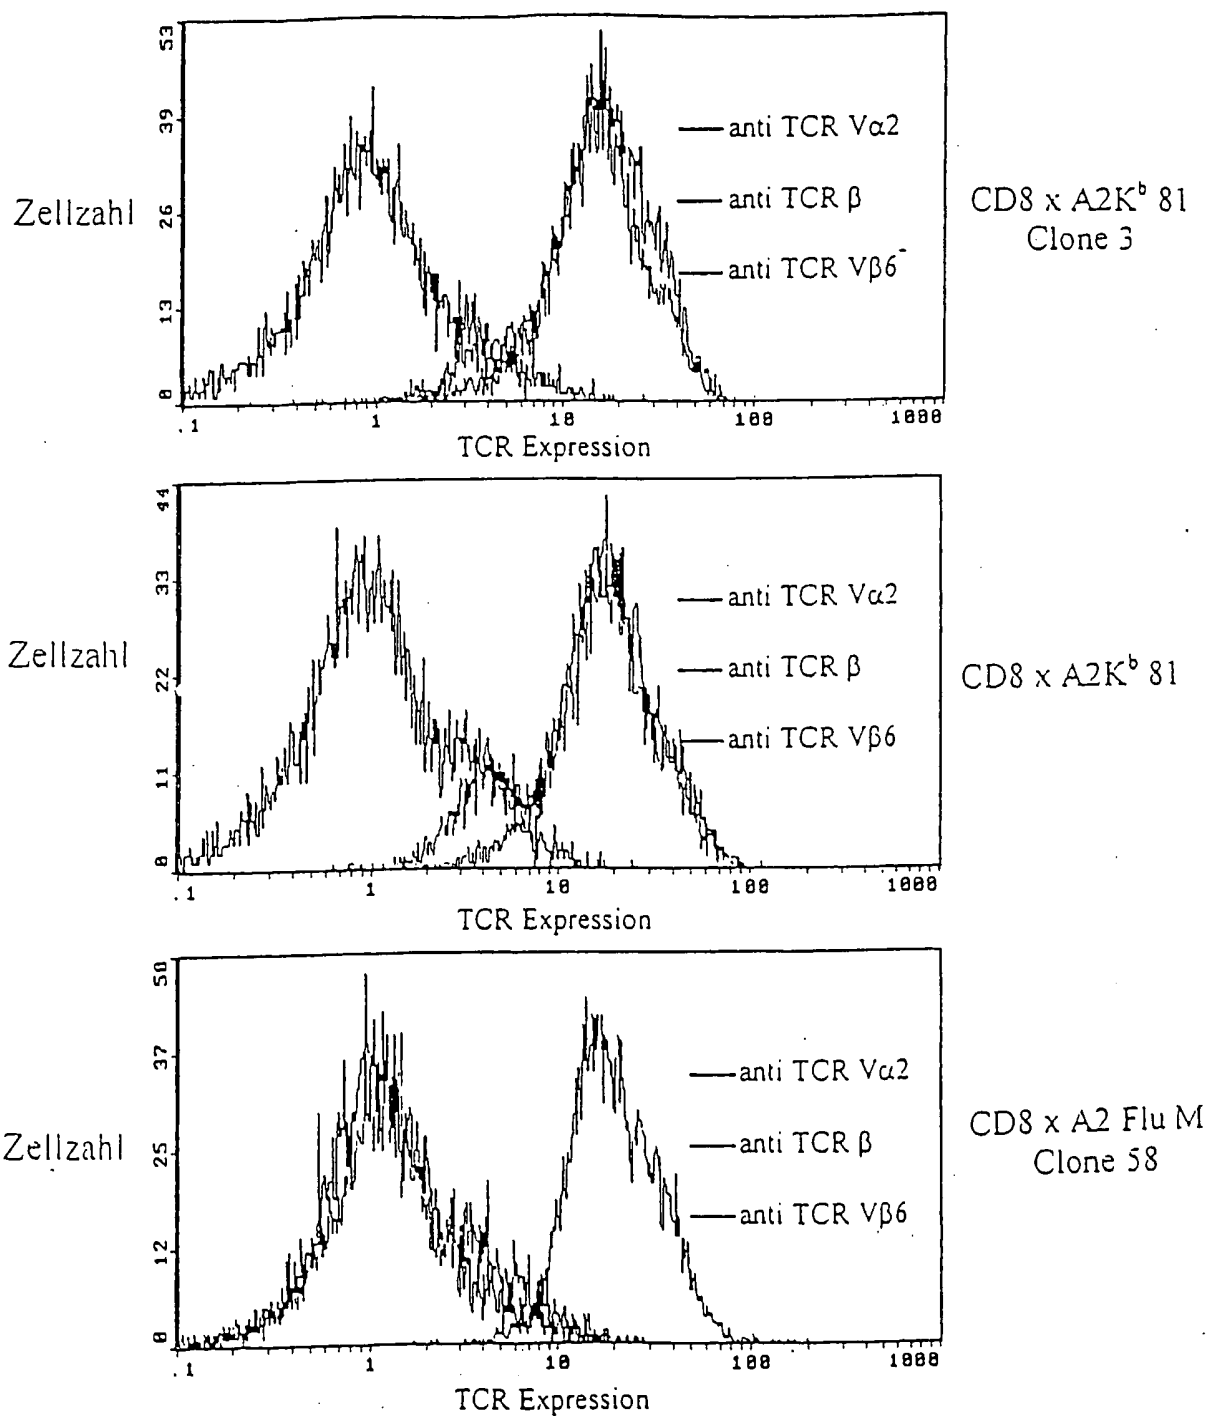 53
39
26
13
0
Zellzahl
anti TCR Vα2
anti TCR β
anti TCR Vβ6-
CD8 x A2Kᵇ 81
Clone 3
.1 1 10 100 1000
TCR Expression
44
33
22
11
0
Zellzahl
anti TCR Vα2
anti TCR β
anti TCR Vβ6
CD8 x A2Kᵇ 81
.1 1 10 100 1000
TCR Expression
50
37
25
12
0
Zellzahl
anti TCR Vα2
anti TCR β
anti TCR Vβ6
CD8 x A2 Flu M
Clone 58
.1 1 10 100 1000
TCR Expression